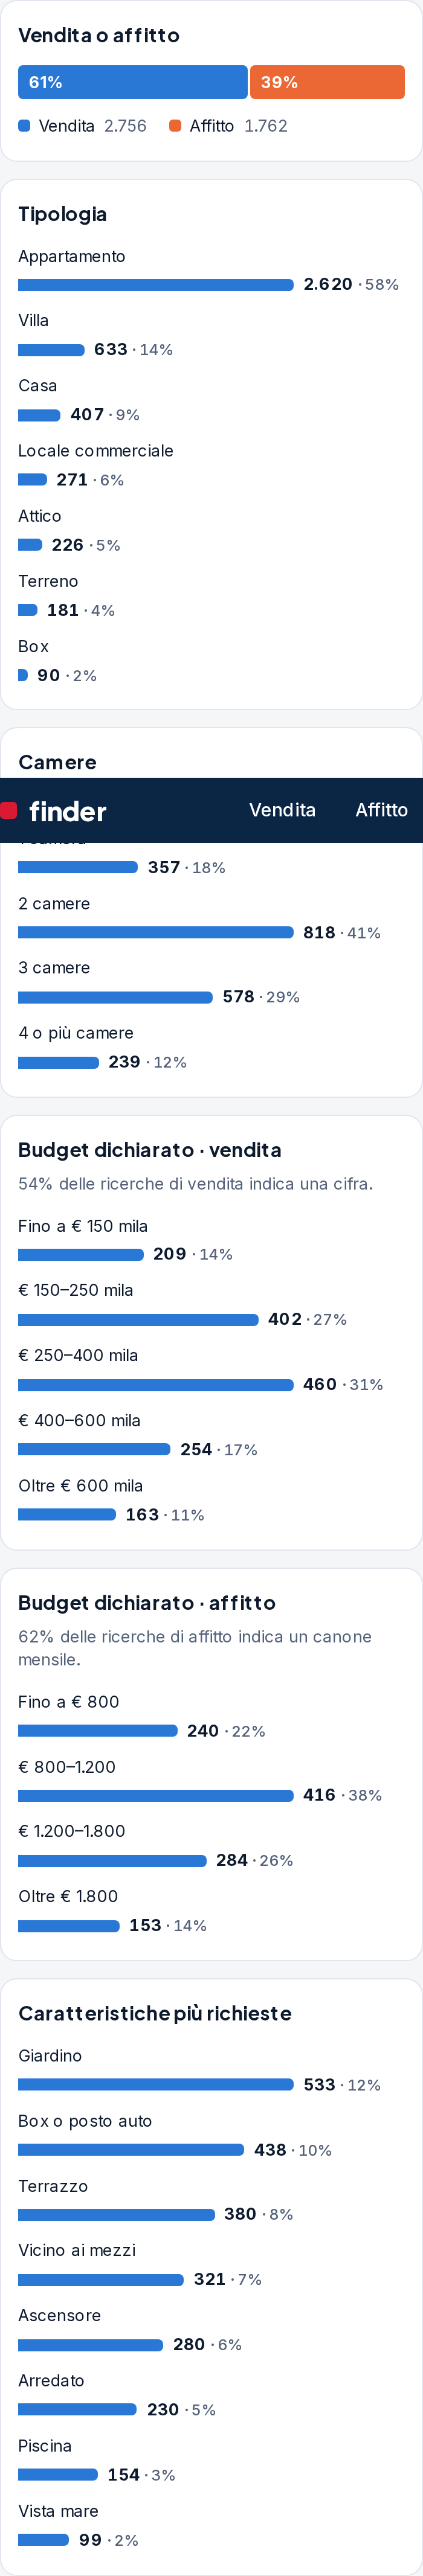 Vendita o affitto
61%
39%
Vendita 2.756 Affitto 1.762
Tipologia
Appartamento
2.620 · 58%
Villa
633 · 14%
Casa
407 · 9%
Locale commerciale
271 · 6%
Attico
226 · 5%
Terreno
181 · 4%
Box
90 · 2%
Camere
finder Vendita Affitto
357 · 18%
2 camere
818 · 41%
3 camere
578 · 29%
4 o più camere
239 · 12%
Budget dichiarato · vendita
54% delle ricerche di vendita indica una cifra.
Fino a € 150 mila
209 · 14%
€ 150–250 mila
402 · 27%
€ 250–400 mila
460 · 31%
€ 400–600 mila
254 · 17%
Oltre € 600 mila
163 · 11%
Budget dichiarato · affitto
62% delle ricerche di affitto indica un canone
mensile.
Fino a € 800
240 · 22%
€ 800–1.200
416 · 38%
€ 1.200–1.800
284 · 26%
Oltre € 1.800
153 · 14%
Caratteristiche più richieste
Giardino
533 · 12%
Box o posto auto
438 · 10%
Terrazzo
380 · 8%
Vicino ai mezzi
321 · 7%
Ascensore
280 · 6%
Arredato
230 · 5%
Piscina
154 · 3%
Vista mare
99 · 2%